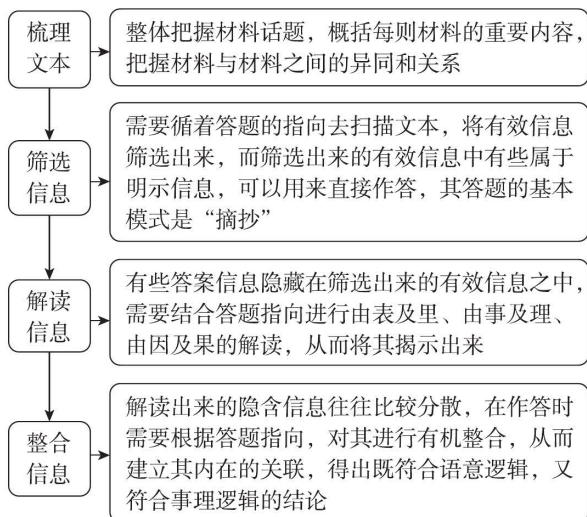 梳理
文本
整体把握材料话题，概括每则材料的重要内容，
把握材料与材料之间的异同和关系
筛选
信息
需要循着答题的指向去扫描文本，将有效信息
筛选出来，而筛选出来的有效信息中有些属于
明示信息，可以用来直接作答，其答题的基本
模式是“摘抄”
解读
信息
有些答案信息隐藏在筛选出来的有效信息之中，
需要结合答题指向进行由表及里、由事及理、
由因及果的解读，从而将其揭示出来
整合
信息
解读出来的隐含信息往往比较分散，在作答时
需要根据答题指向，对其进行有机整合，从而
建立其内在的关联，得出既符合语意逻辑，又
符合事理逻辑的结论